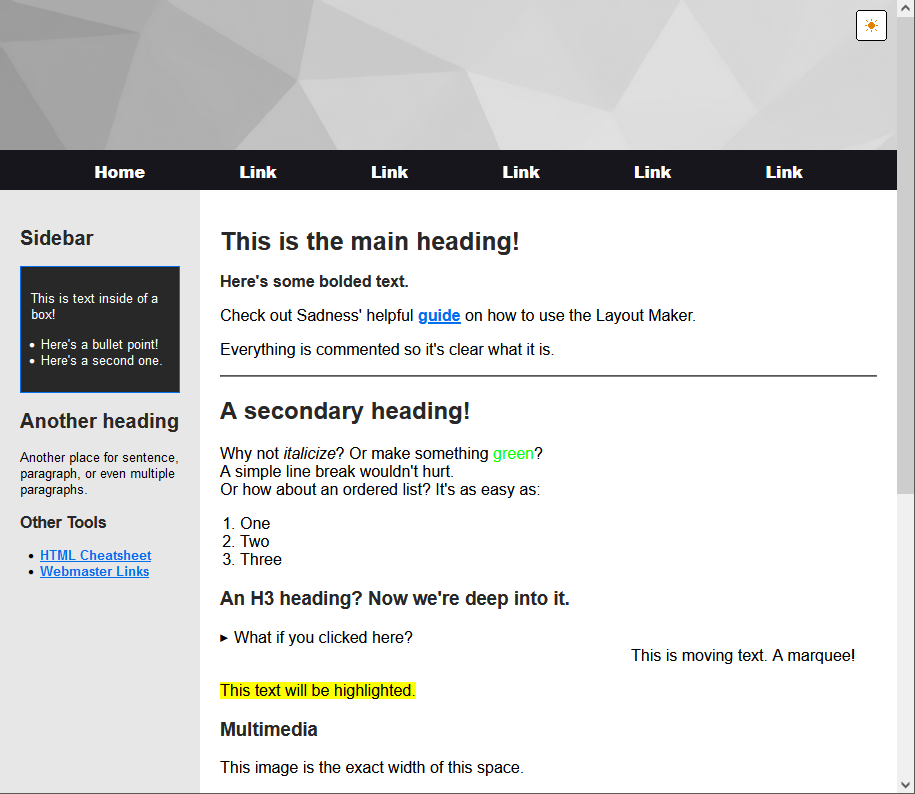 Home Link Link Link Link Link
Sidebar
This is text inside of a
box!
Here's a bullet point!
Here's a second one.
Another heading
Another place for sentence,
paragraph, or even multiple
paragraphs.
Other Tools
HTML Cheatsheet
Webmaster Links
This is the main heading!
Here's some bolded text.
Check out Sadness' helpful guide on how to use the Layout Maker.
Everything is commented so it's clear what it is.
A secondary heading!
Why not italicize? Or make something green?
A simple line break wouldn't hurt.
Or how about an ordered list? It's as easy as:
1. One
2. Two
3. Three
An H3 heading? Now we're deep into it.
What if you clicked here?
This is moving text. A marquee!
This text will be highlighted.
Multimedia
This image is the exact width of this space.